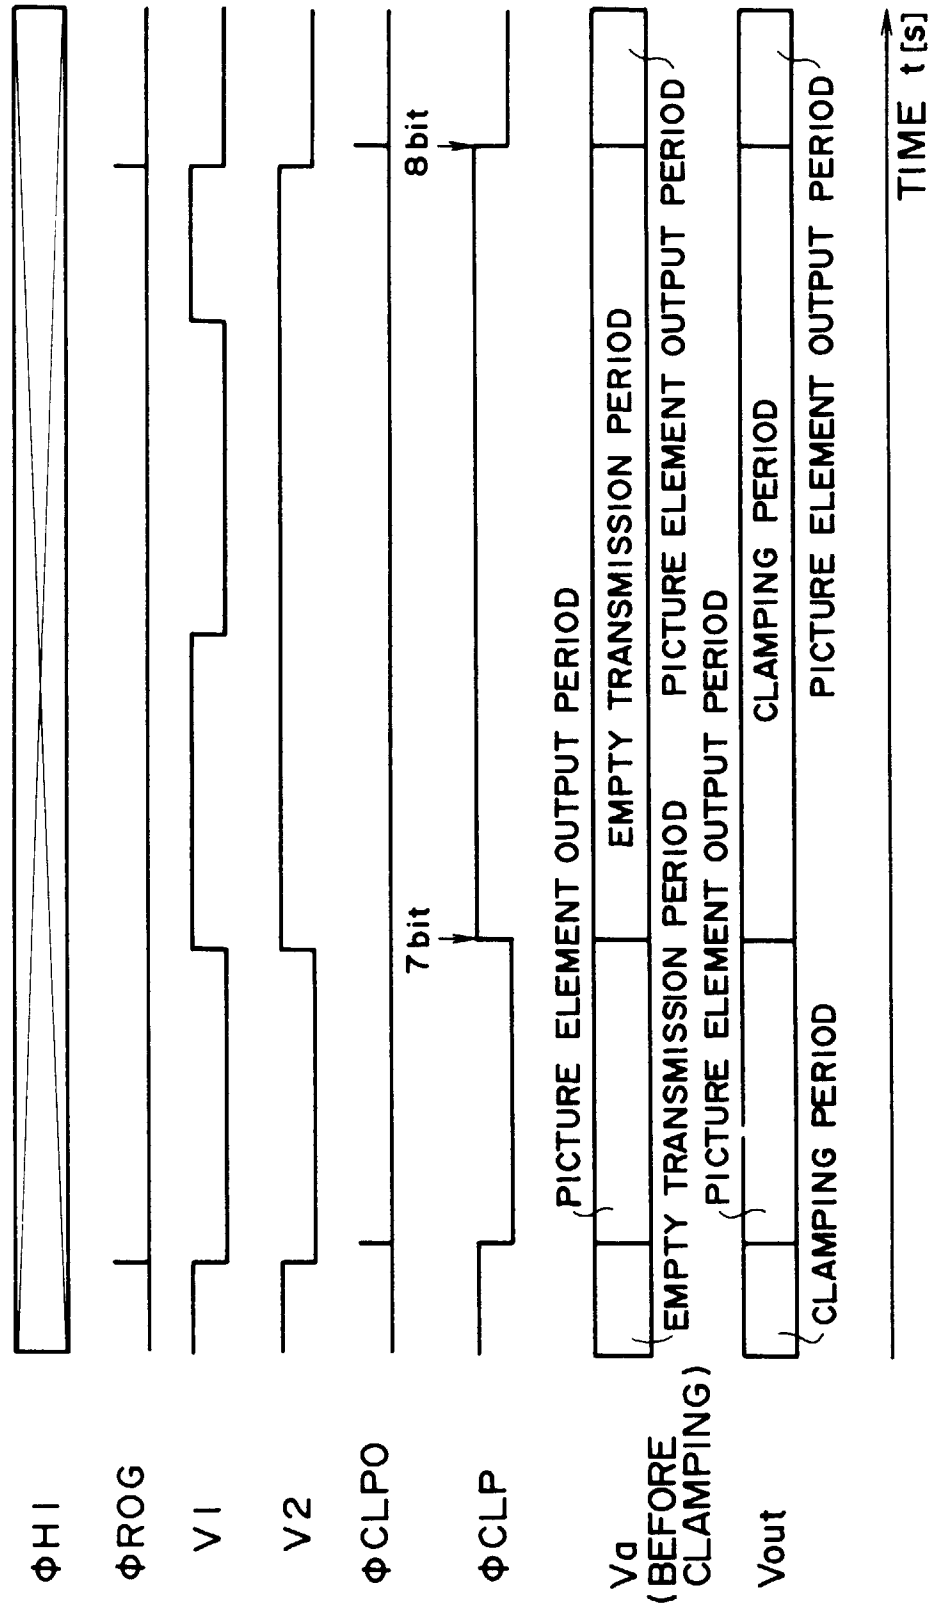 ΦH1
ΦROG
V1
V2
ΦCLPO
7bit
8bit
ΦCLP
PICTURE ELEMENT OUTPUT PERIOD
Va
(BEFORE
CLAMPING)
EMPTY TRANSMISSION PERIOD
EMPTY TRANSMISSION PERIOD
PICTURE ELEMENT OUTPUT PERIOD
PICTURE ELEMENT OUTPUT PERIOD
Vout
CLAMPING PERIOD
CLAMPING PERIOD
PICTURE ELEMENT OUTPUT PERIOD
TIME t[s]